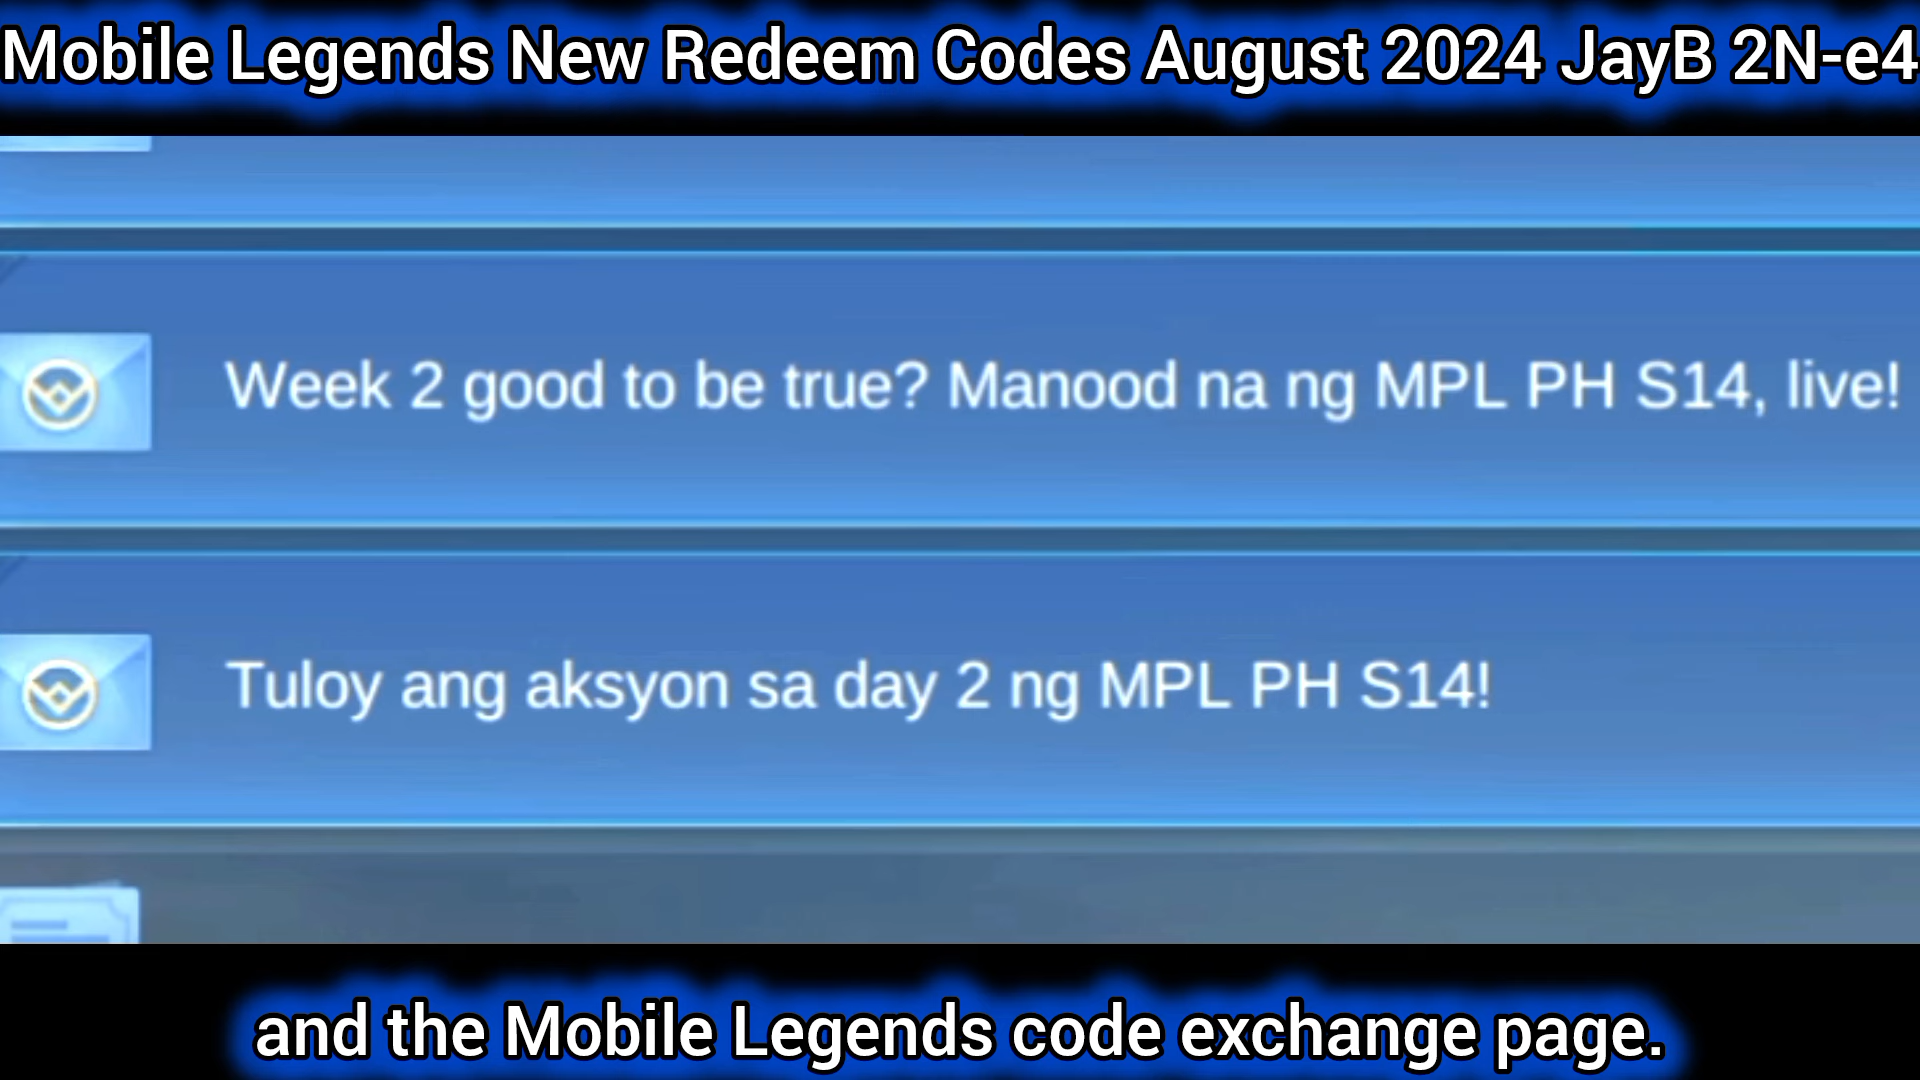 Mobile Legends New Redeem Codes August 2024 JayB 2N-e4
Week 2 good to be true? Manood na ng MPL PH S14, live!
Tuloy ang aksyon sa day 2 ng MPL PH S14!
and the Mobile Legends code exchange page.